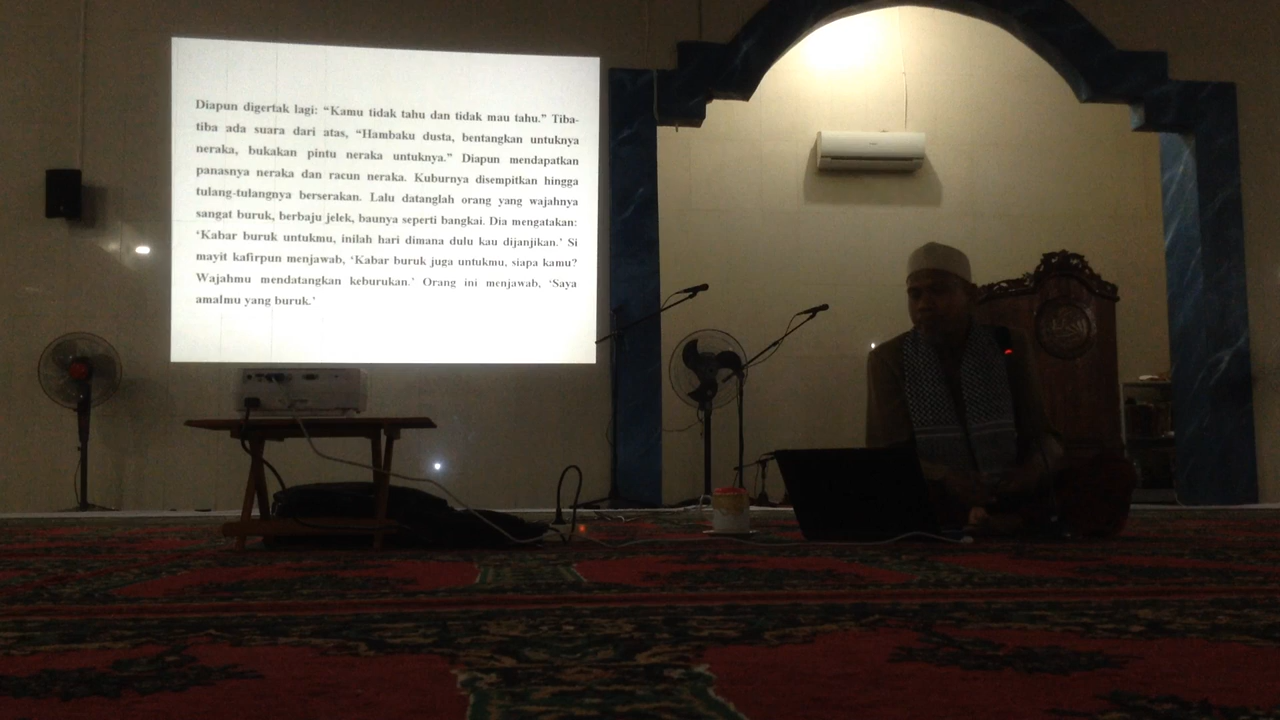 Diapun digertak lagi: “Kamu tidak tahu dan tidak mau tahu.” Tiba-
tiba ada suara dari atas, “Hambaku dusta, bentangkan untuknya
neraka, bukakan pintu neraka untuknya.” Diapun mendapatkan
panasnya neraka dan racun neraka. Kuburnya disempitkan hingga
tulang-tulangnya berserakan. Lalu datanglah orang yang wajahnya
sangat buruk, berbaju jelek, baunya seperti bangkai. Dia mengatakan:
‘Kabar buruk untukmu, inilah hari dimana dulu kau dijanjikan.’ Si
mayit kafirpun menjawab, ‘Kabar buruk juga untukmu, siapa kamu?
Wajahmu mendatangkan keburukan.’ Orang ini menjawab, ‘Saya
amalmu yang buruk.’